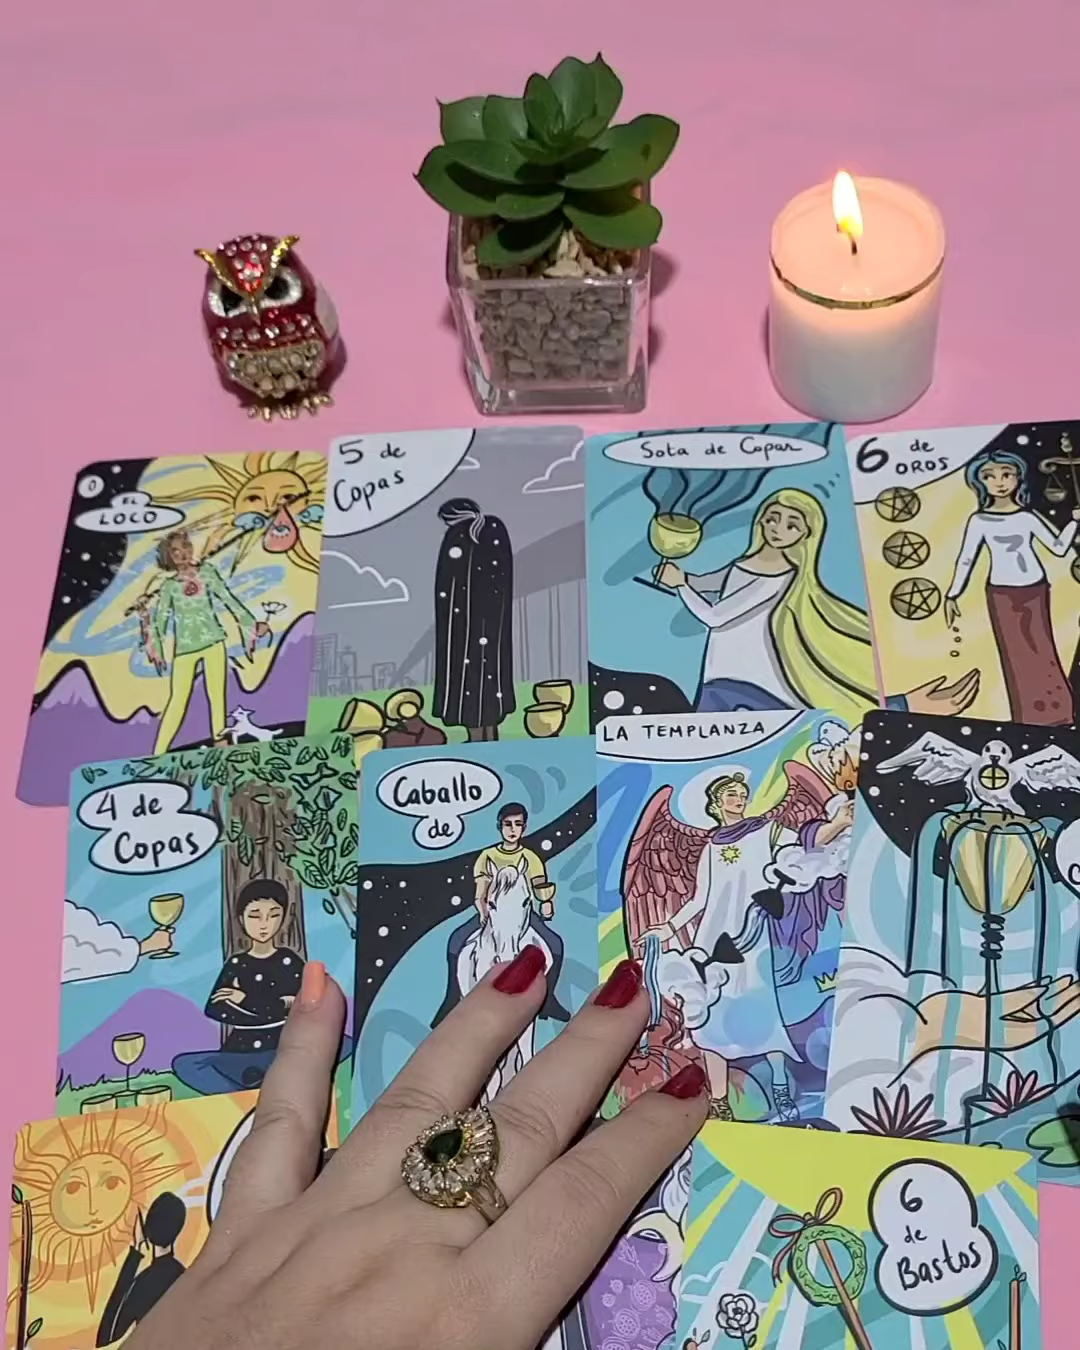 0
EL
LOCO
5 de
Copas
Sota de Copas
6 de
OROS
4 de
Copas
Caballo
de
LA TEMPLANZA
6
de
Bastos